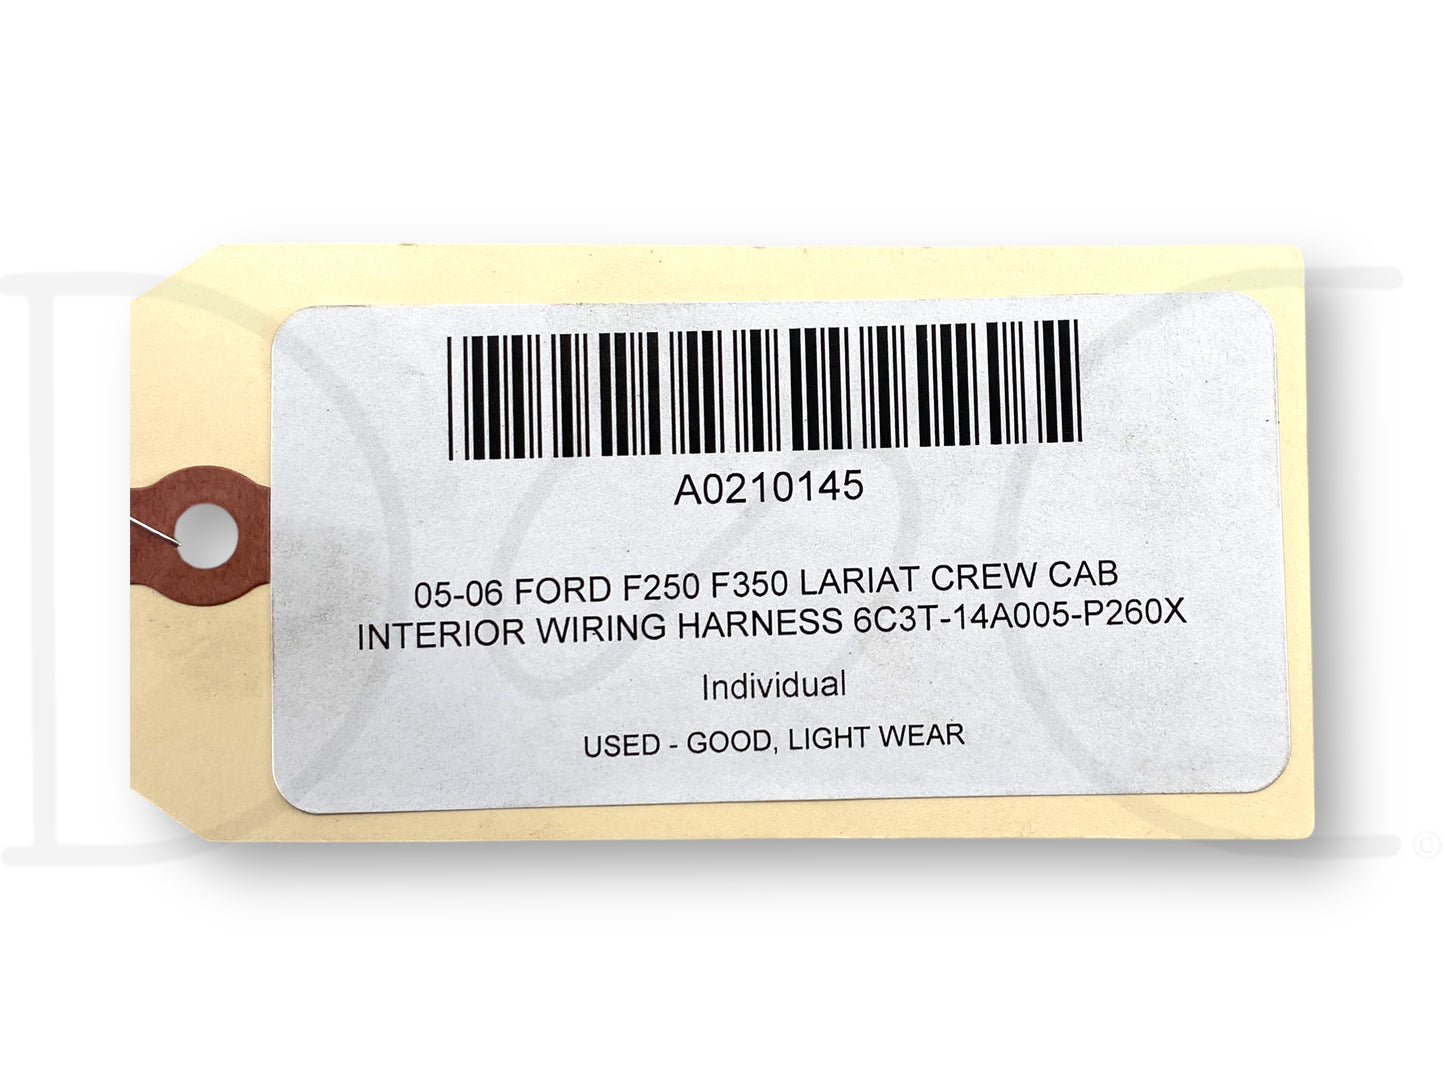 A0210145
05-06 FORD F250 F350 LARIAT CREW CAB
INTERIOR WIRING HARNESS 6C3T-14A005-P260X
Individual
USED - GOOD, LIGHT WEAR
©